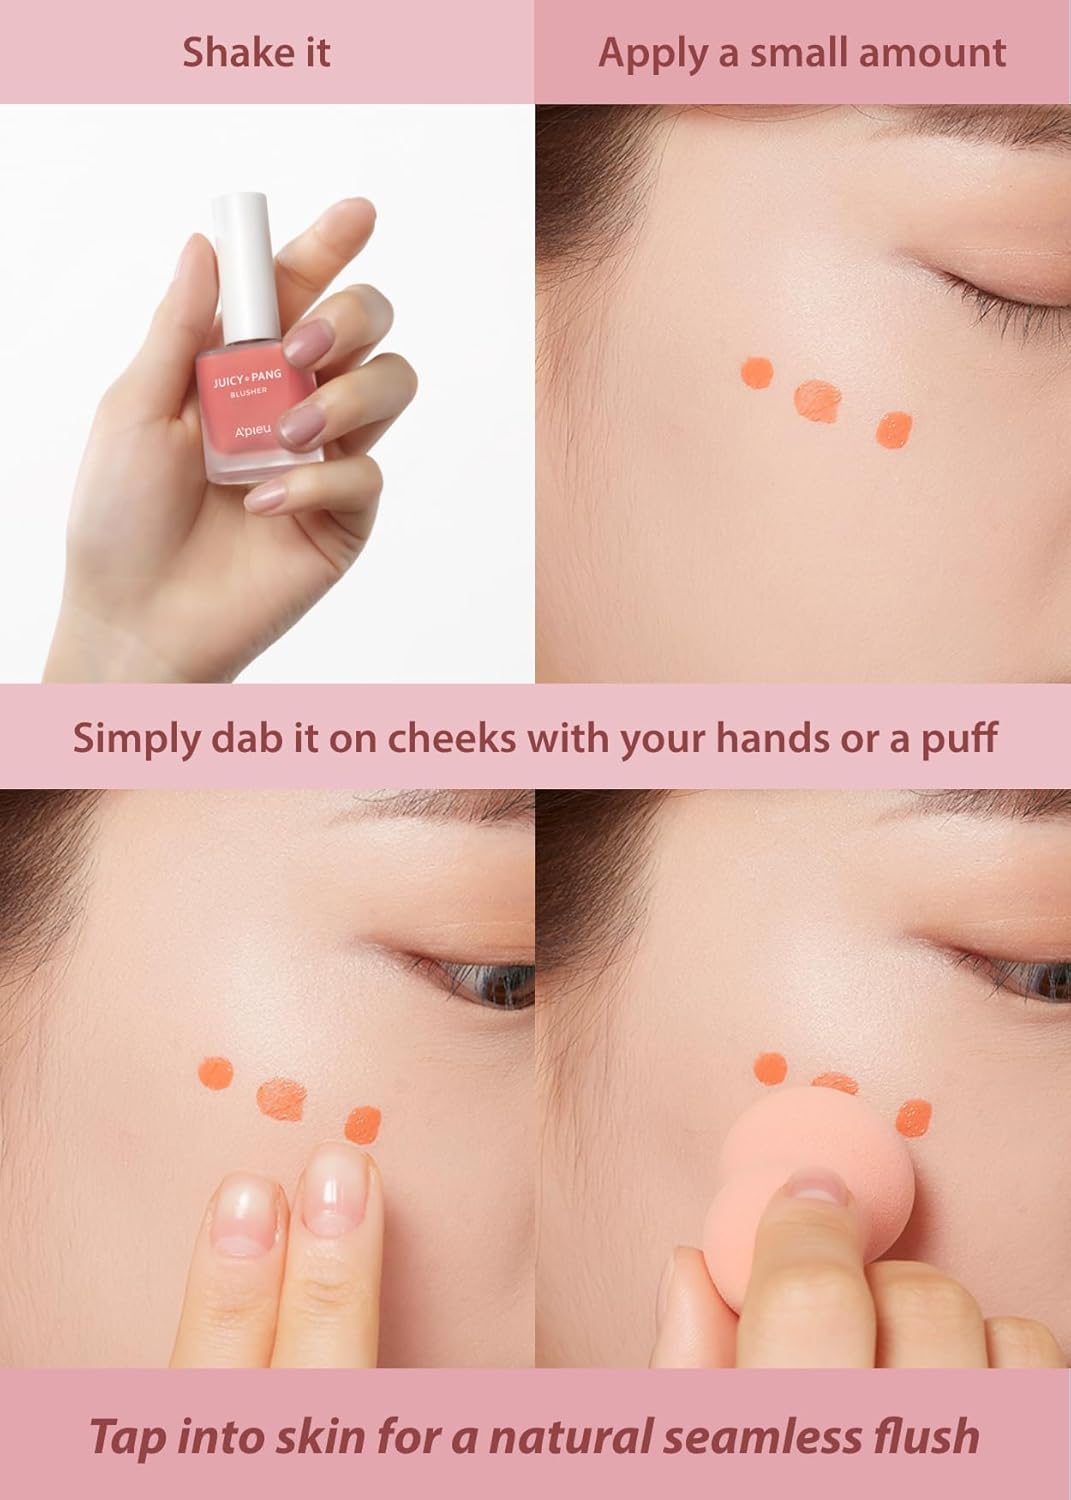 Shake it
Apply a small amount
JUICY•PANG
BLUSHER
A'pieu
Simply dab it on cheeks with your hands or a puff
Tap into skin for a natural seamless flush